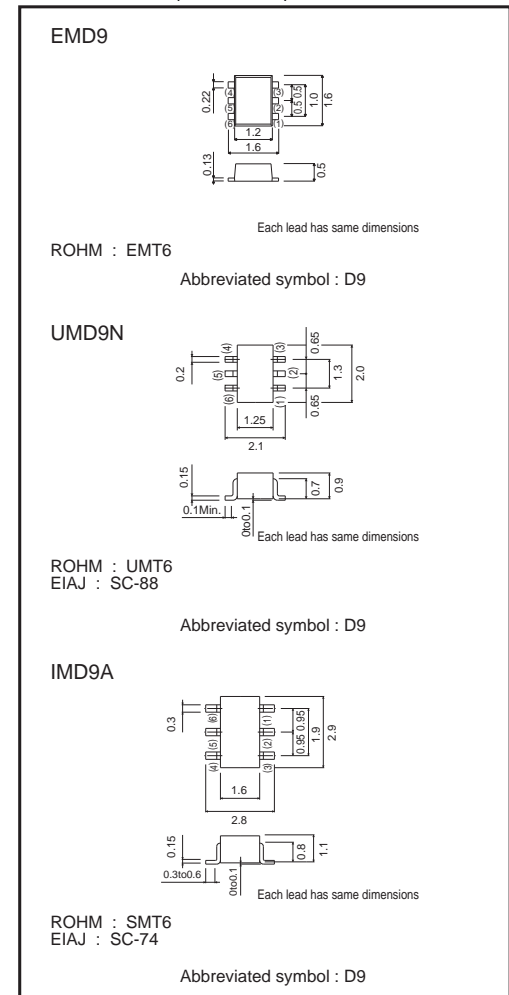 EMD9
0.22
(4)
(5)
(6)
(3)
(2)
(1)
0.5 0.5
1.0
1.6
1.2
1.6
0.13
0.5
Each lead has same dimensions
ROHM : EMT6
Abbreviated symbol : D9
UMD9N
0.2
(4)
(5)
(6)
(3)
(2)
(1)
0.65
0.65
1.3
2.0
1.25
2.1
0.15
0.1Min.
0to0.1
0.7
0.9
Each lead has same dimensions
ROHM : UMT6
EIAJ : SC-88
Abbreviated symbol : D9
IMD9A
0.3
(6)
(5)
(4)
(1)
(2)
(3)
0.95 0.95
1.9
2.9
1.6
2.8
0.15
0.3to0.6
0to0.1
0.8
1.1
Each lead has same dimensions
ROHM : SMT6
EIAJ : SC-74
Abbreviated symbol : D9